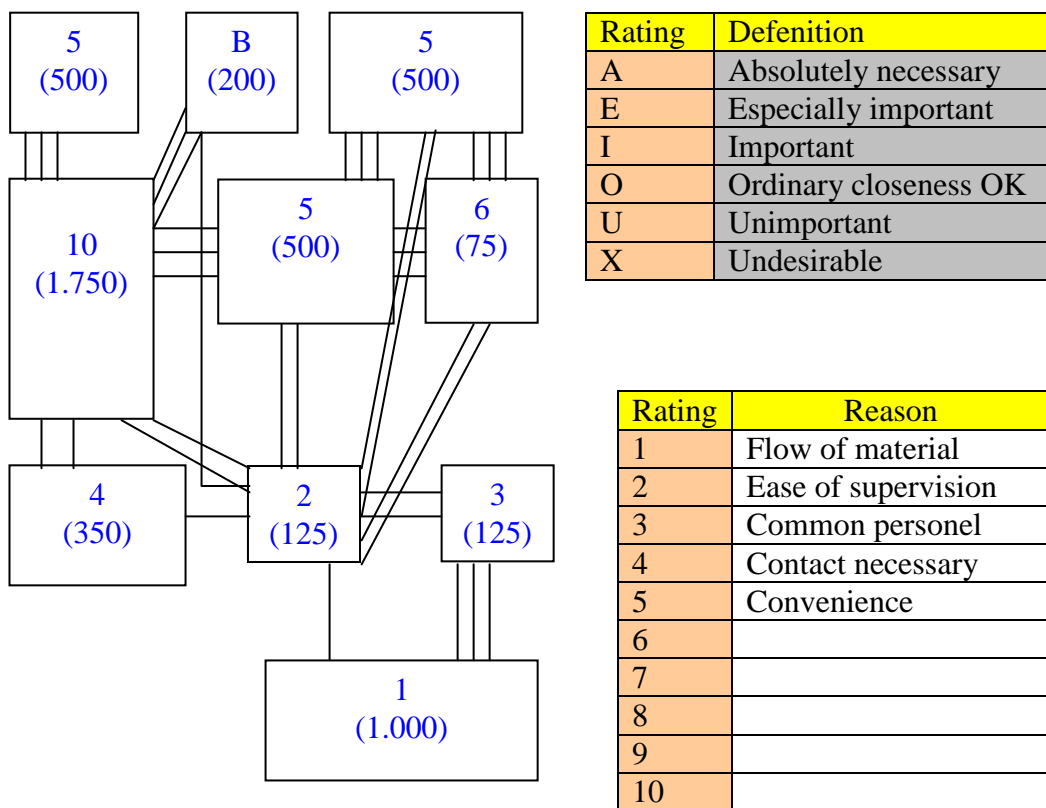 5
(500)
B
(200)
5
(500)
10
(1.750)
5
(500)
6
(75)
4
(350)
2
(125)
3
(125)
1
(1.000)
Rating Defenition
A Absolutely necessary
E Especially important
I Important
O Ordinary closeness OK
U Unimportant
X Undesirable
Rating Reason
1 Flow of material
2 Ease of supervision
3 Common personel
4 Contact necessary
5 Convenience
6
7
8
9
10